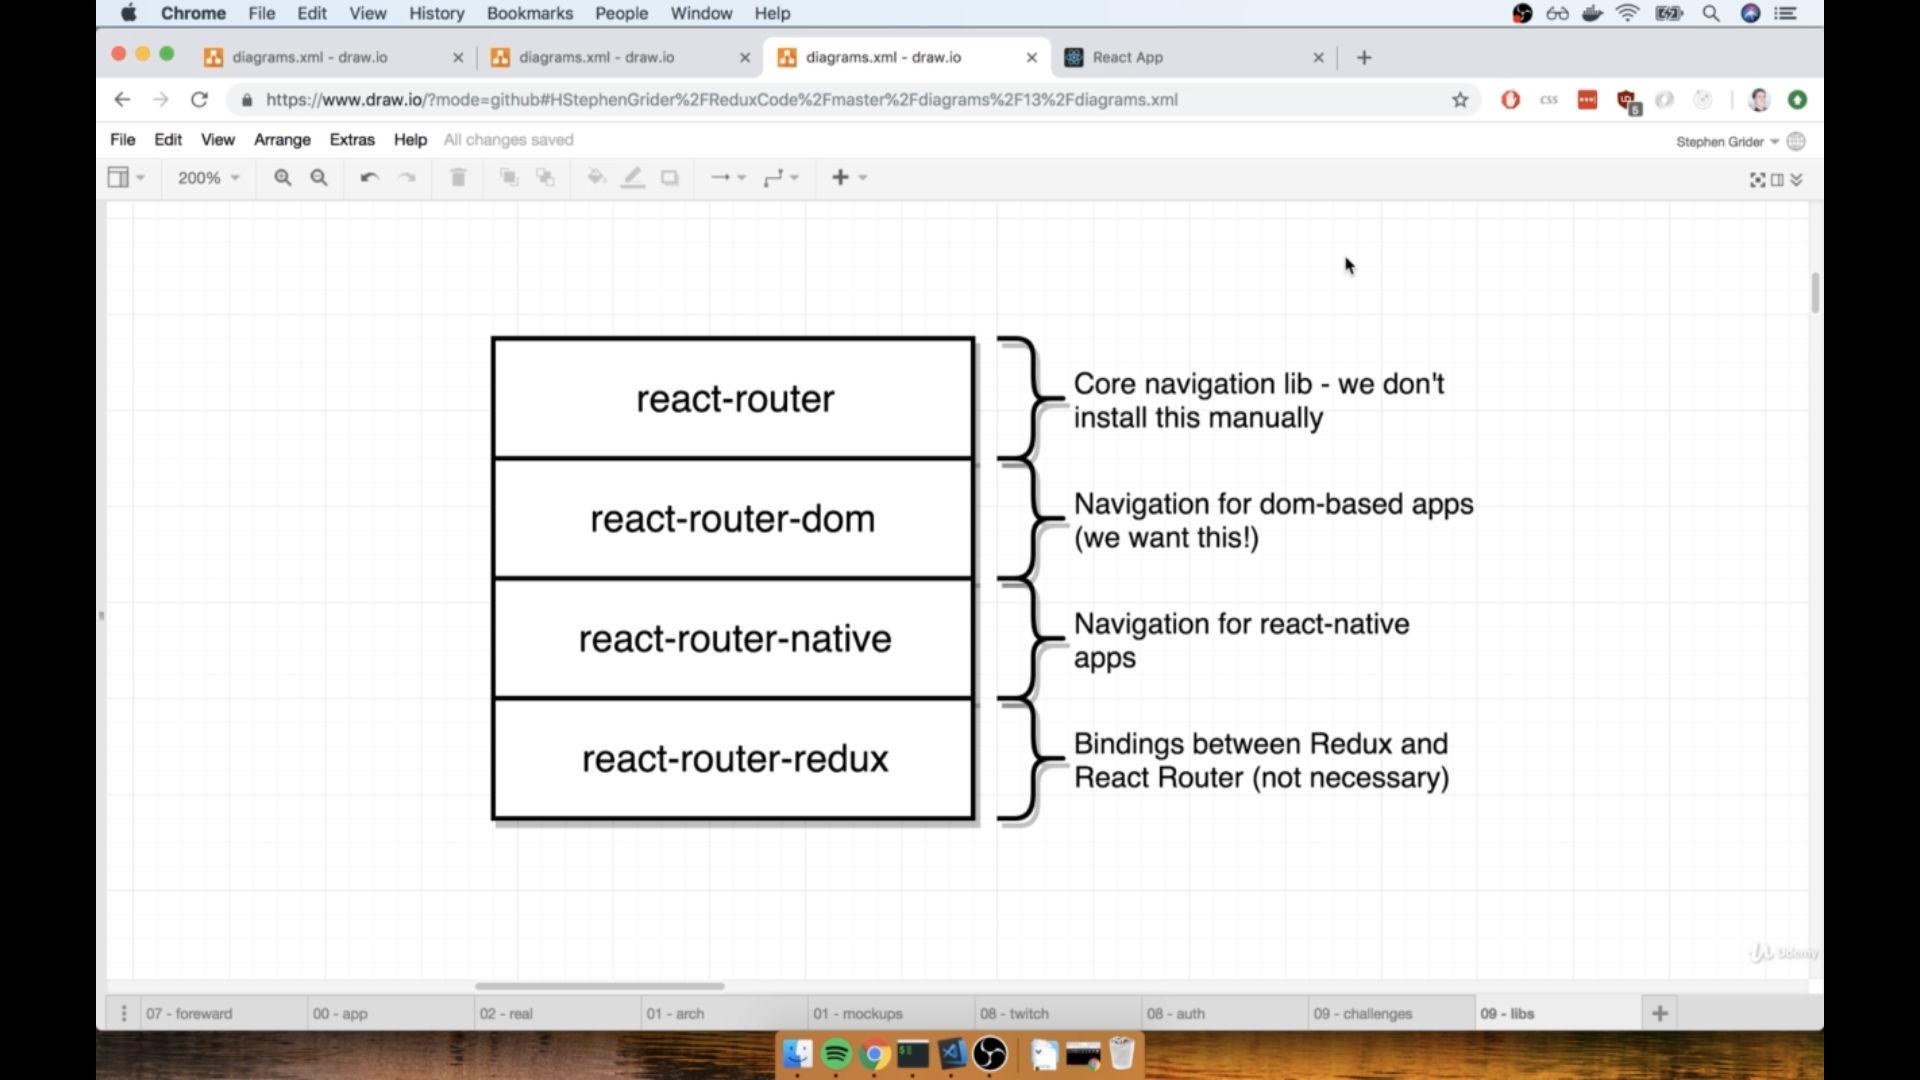 Chrome File Edit View History Bookmarks People Window Help
diagrams.xml - draw.io
diagrams.xml - draw.io
diagrams.xml - draw.io
React App
https://www.draw.io/?mode=github#HStephenGrider%2FReduxCode%2Fmaster%2Fdiagrams%2F13%2Fdiagrams.xml
CSS
6
File Edit View Arrange Extras Help All changes saved
Stephen Grider
200%
react-router
Core navigation lib - we don't
install this manually
react-router-dom
Navigation for dom-based apps
(we want this!)
react-router-native
Navigation for react-native
apps
react-router-redux
Bindings between Redux and
React Router (not necessary)
Udemy
07 - foreward
00 - app
02 - real
01 - arch
01 - mockups
08 - twitch
08 - auth
09 - challenges
09 - libs